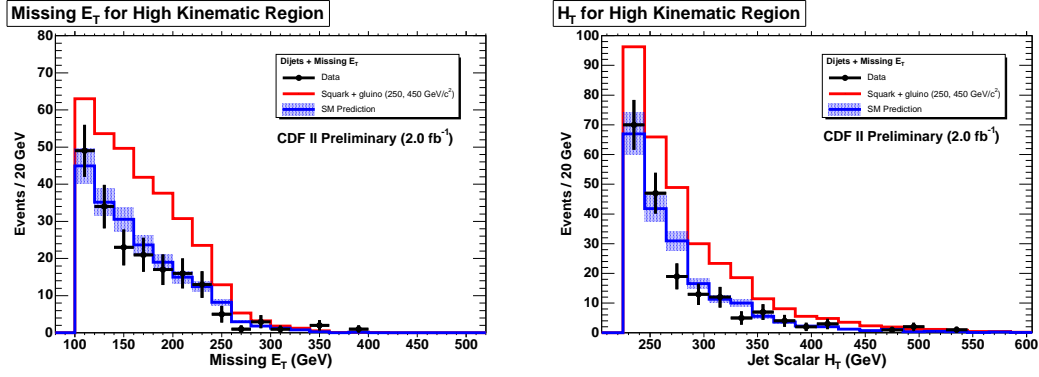 Missing E_T for High Kinematic Region
80
70
60
50
40
30
20
10
0
Events / 20 GeV
Dijets + Missing E_T
Data
Squark + gluino (250, 450 GeV/c²)
SM Prediction
CDF II Preliminary (2.0 fb⁻¹)
100 150 200 250 300 350 400 450 500
Missing E_T (GeV)
H_T for High Kinematic Region
100
90
80
70
60
50
40
30
20
10
0
Events / 20 GeV
Dijets + Missing E_T
Data
Squark + gluino (250, 450 GeV/c²)
SM Prediction
CDF II Preliminary (2.0 fb⁻¹)
250 300 350 400 450 500 550 600
Jet Scalar H_T (GeV)